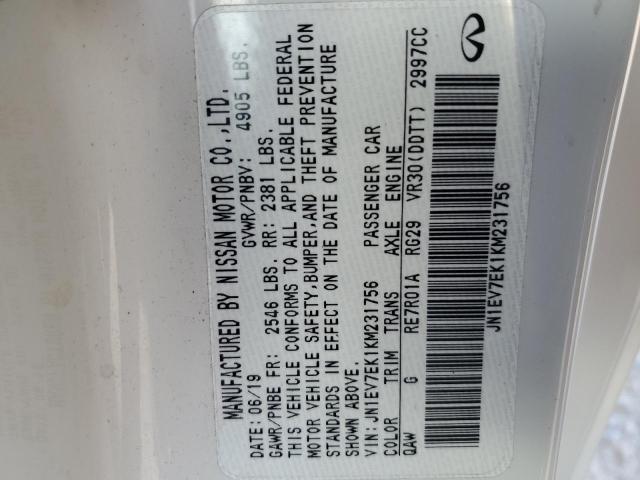 MANUFACTURED BY NISSAN MOTOR CO.,LTD.
DATE: 06/19 GVWR/PNBV: 4905 LBS.
GAWR/PNBE FR: 2546 LBS. RR: 2381 LBS.
THIS VEHICLE CONFORMS TO ALL APPLICABLE FEDERAL
MOTOR VEHICLE SAFETY,BUMPER,AND THEFT PREVENTION
STANDARDS IN EFFECT ON THE DATE OF MANUFACTURE
SHOWN ABOVE.
VIN: JN1EV7EK1KM231756 PASSENGER CAR
COLOR TRIM TRANS AXLE ENGINE
QAW G RE7R01A RG29 VR30(DDTT) 2997CC
JN1EV7EK1KM231756